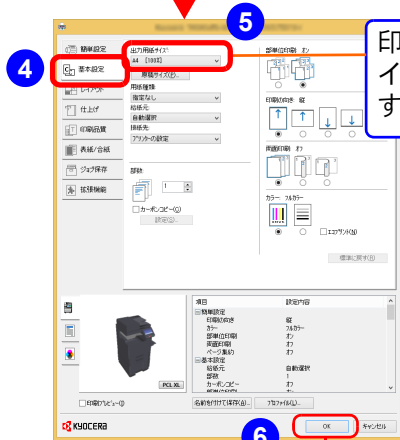 5
4
簡単設定
基本設定
レイアウト
仕上げ
印刷品質
表紙/合紙
ジョブ保存
拡張機能
出力用紙サイズ:
A4 [100%]
原稿サイズ(P)...
用紙種類:
指定なし
給紙元:
自動選択
排紙先:
プリンターの設定
部数:
1
カーボンコピー(Q)
設定(S)...
部単位印刷: オン
印刷の向き: 縦
両面印刷: オフ
カラー: フルカラー
エコプリント(N)
標準に戻す(R)
印
イ
す
PCL XL
印刷プレビュー(J)
項目 設定内容
簡単設定
印刷の向き 縦
カラー フルカラー
部単位印刷 オン
両面印刷 オフ
ページ集約 オフ
基本設定
給紙元 自動選択
部数 1
カーボンコピー オフ
名前を付けて保存(A)...
プロファイル(L)...
KYOCERA
6
OK
キャンセル